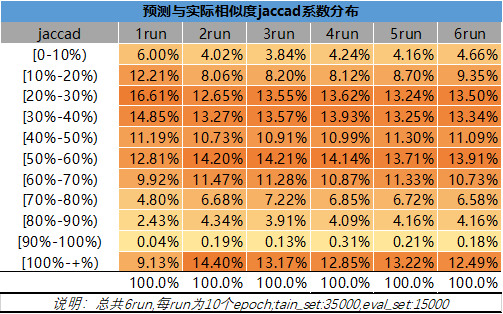 预测与实际相似度jaccad系数分布
jaccad 1run 2run 3run 4run 5run 6run
[0-10%) 6.00% 4.02% 3.84% 4.24% 4.16% 4.66%
[10%-20%) 12.21% 8.06% 8.20% 8.12% 8.70% 9.35%
[20%-30%) 16.61% 12.65% 13.55% 13.62% 13.24% 13.50%
[30%-40%) 14.85% 13.27% 13.57% 13.93% 13.25% 13.34%
[40%-50%) 11.19% 10.73% 10.91% 10.99% 11.30% 11.09%
[50%-60%) 12.81% 14.20% 14.21% 14.14% 13.71% 13.91%
[60%-70%) 9.92% 11.47% 11.28% 10.87% 11.33% 10.73%
[70%-80%) 4.80% 6.68% 7.22% 6.85% 6.72% 6.58%
[80%-90%) 2.43% 4.34% 3.91% 4.09% 4.16% 4.16%
[90%-100%) 0.04% 0.19% 0.13% 0.31% 0.21% 0.18%
[100%-+%) 9.13% 14.40% 13.17% 12.85% 13.22% 12.49%
100.0% 100.0% 100.0% 100.0% 100.0% 100.0%
说明：总共6run,每run为10个epoch;tain_set:35000,eval_set:15000